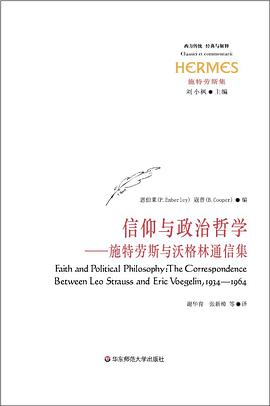 西方传统 经典与解释
Classici et commentarii
HERMES
施特劳斯集
刘小枫●主编
恩伯莱(P.Emberley) 寇普(B.Cooper) ●编
信仰与政治哲学
——施特劳斯与沃格林通信集
Faith and Political Philosophy:The Correspondence
Between Leo Strauss and Eric Voegelin,1934—1964
谢华育 张新樟 等●译
华东师范大学出版社